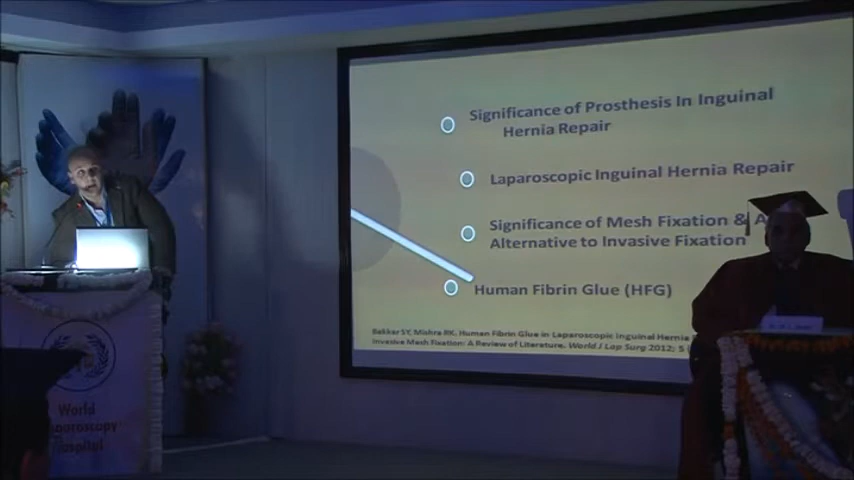 Significance of Prosthesis In Inguinal
Hernia Repair
Laparoscopic Inguinal Hernia Repair
Significance of Mesh Fixation & A
Alternative to Invasive Fixation
Human Fibrin Glue (HFG)
Bakkar SY, Mishra RK. Human Fibrin Glue in Laparoscopic Inguinal Hernia
Invasive Mesh Fixation: A Review of Literature. World J Lap Surg 2012; 5
World
aparoscopy
Hospital